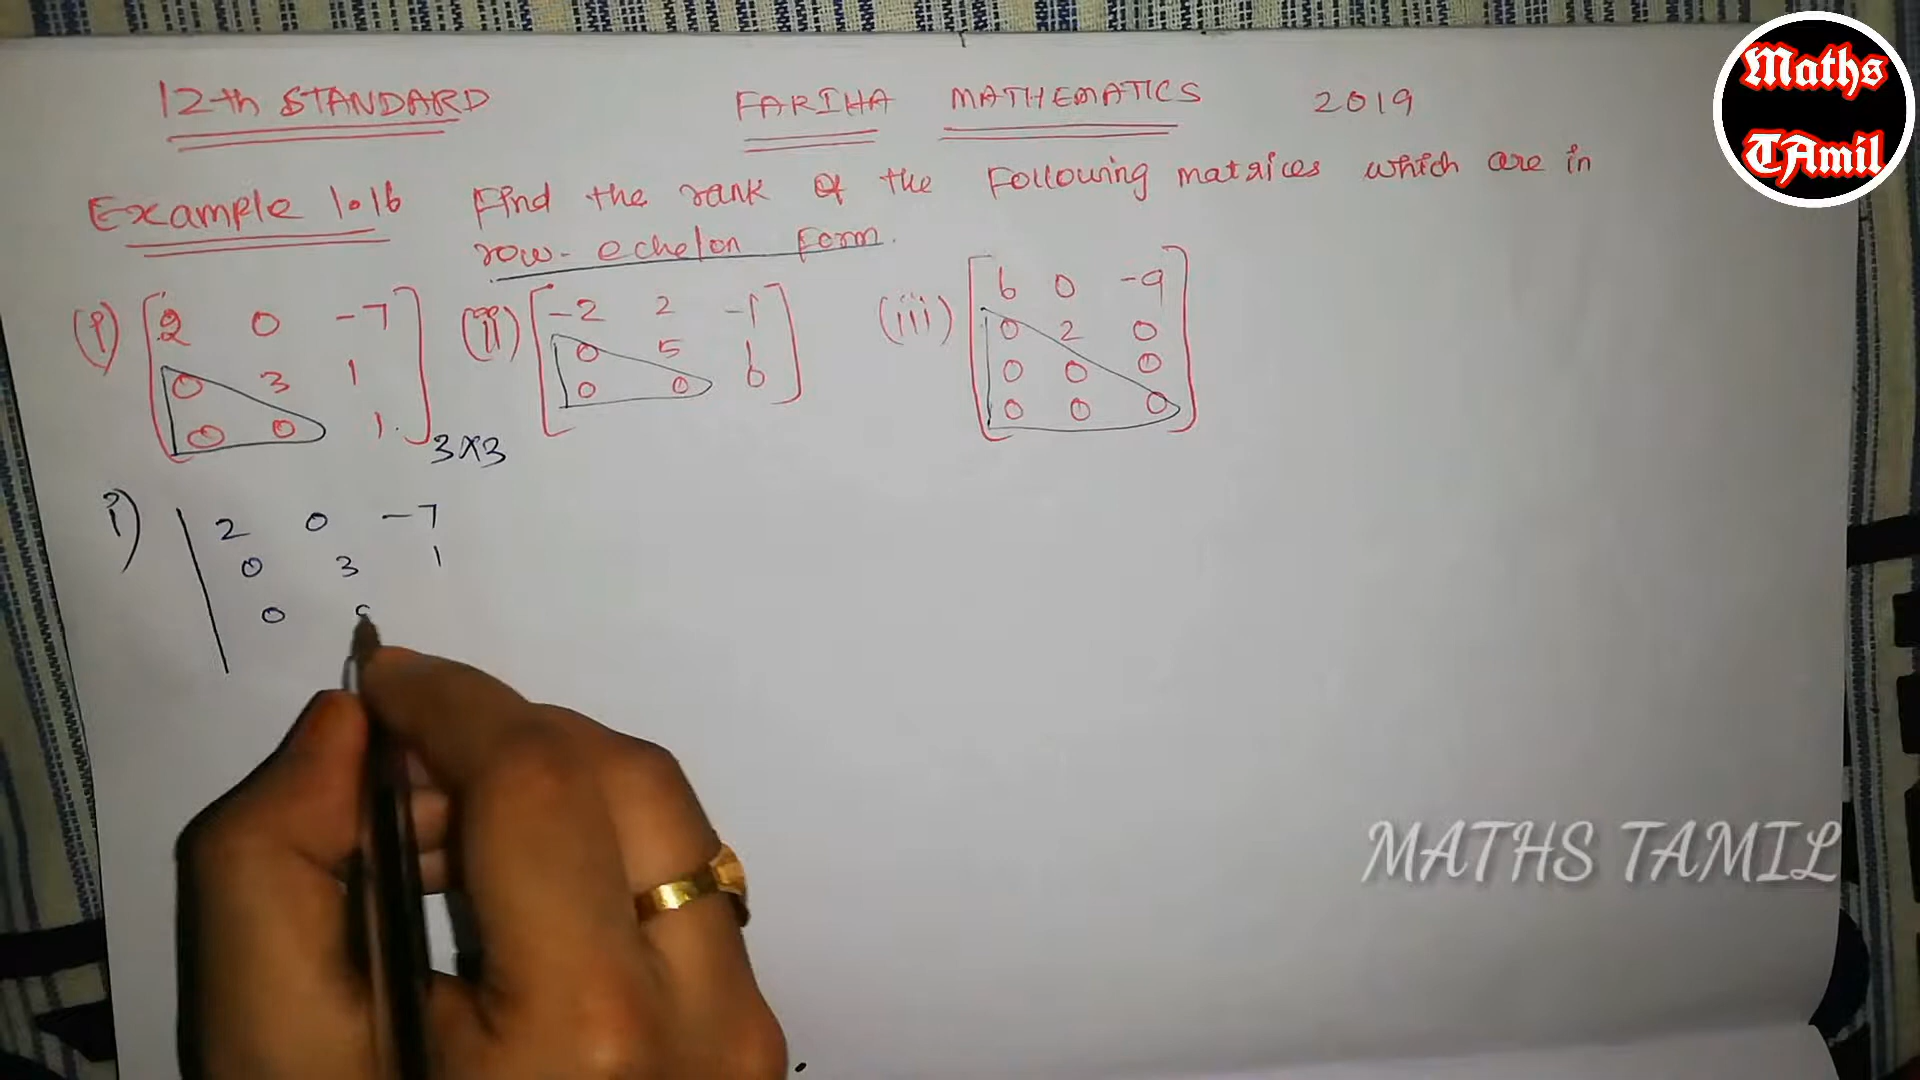 12th STANDARD FARIHA MATHEMATICS 2019
Maths
TAmil
Example 1.16 Find the rank of the following matrices which are in
row-echelon form.
(i) 2 0 -7 (ii) -2 2 -1 (iii) 6 0 -9
0 3 1 0 5 1 0 2 0
0 0 1 0 0 6 0 0 0
0 0 0
3x3
i) 2 0 -7
0 3 1
0
MATHS TAMIL